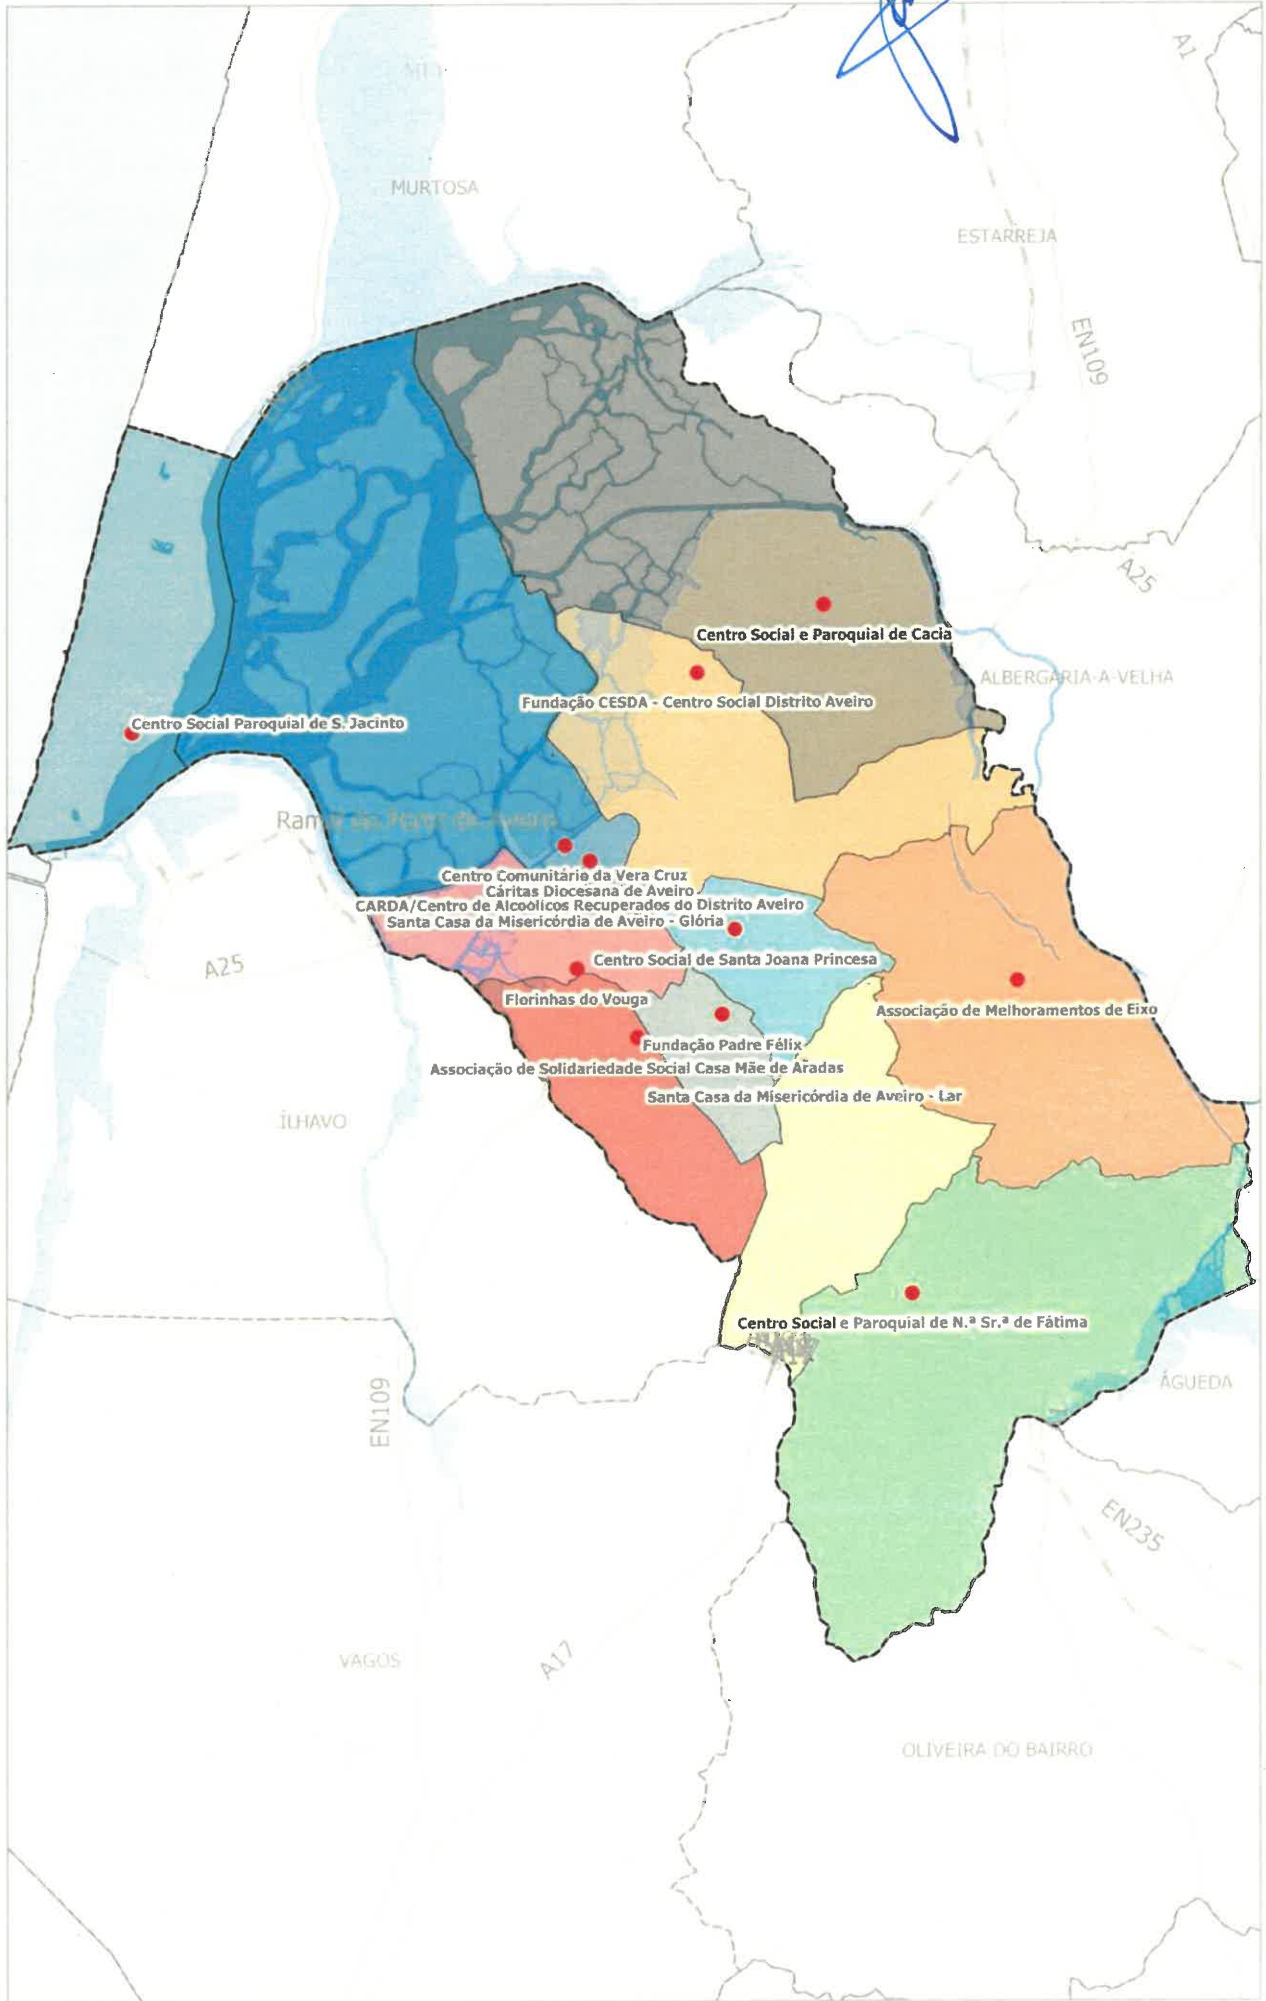 A1
MURTOSA
ESTARREJA
EN109
A25
Centro Social e Paroquial de Cacia
ALBERGARIA-A-VELHA
Fundação CESDA - Centro Social Distrito Aveiro
Centro Social Paroquial de S. Jacinto
Ramal do Porto de Aveiro
Centro Comunitário da Vera Cruz
Cáritas Diocesana de Aveiro
CARDA/Centro de Alcoólicos Recuperados do Distrito Aveiro
Santa Casa da Misericórdia de Aveiro - Glória
Centro Social de Santa Joana Princesa
A25
Florinhas do Vouga
Associação de Melhoramentos de Eixo
Fundação Padre Félix
Associação de Solidariedade Social Casa Mãe de Aradas
Santa Casa da Misericórdia de Aveiro - Lar
ÍLHAVO
Centro Social e Paroquial de N.ª Sr.ª de Fátima
ÁGUEDA
EN109
EN235
VAGOS
A17
OLIVEIRA DO BAIRRO